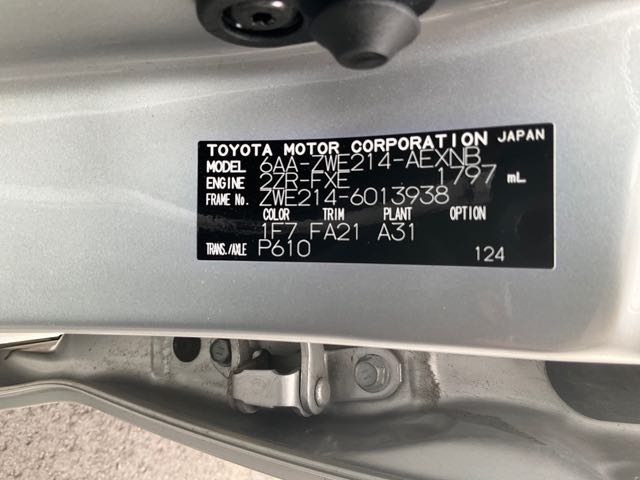 TOYOTA MOTOR CORPORATION JAPAN
MODEL 6AA-ZWE214-AEXNB
ENGINE 2ZR-FXE 1797 mL
FRAME No. ZWE214-6013938
COLOR TRIM PLANT OPTION
1F7 FA21 A31
TRANS./AXLE P610 124